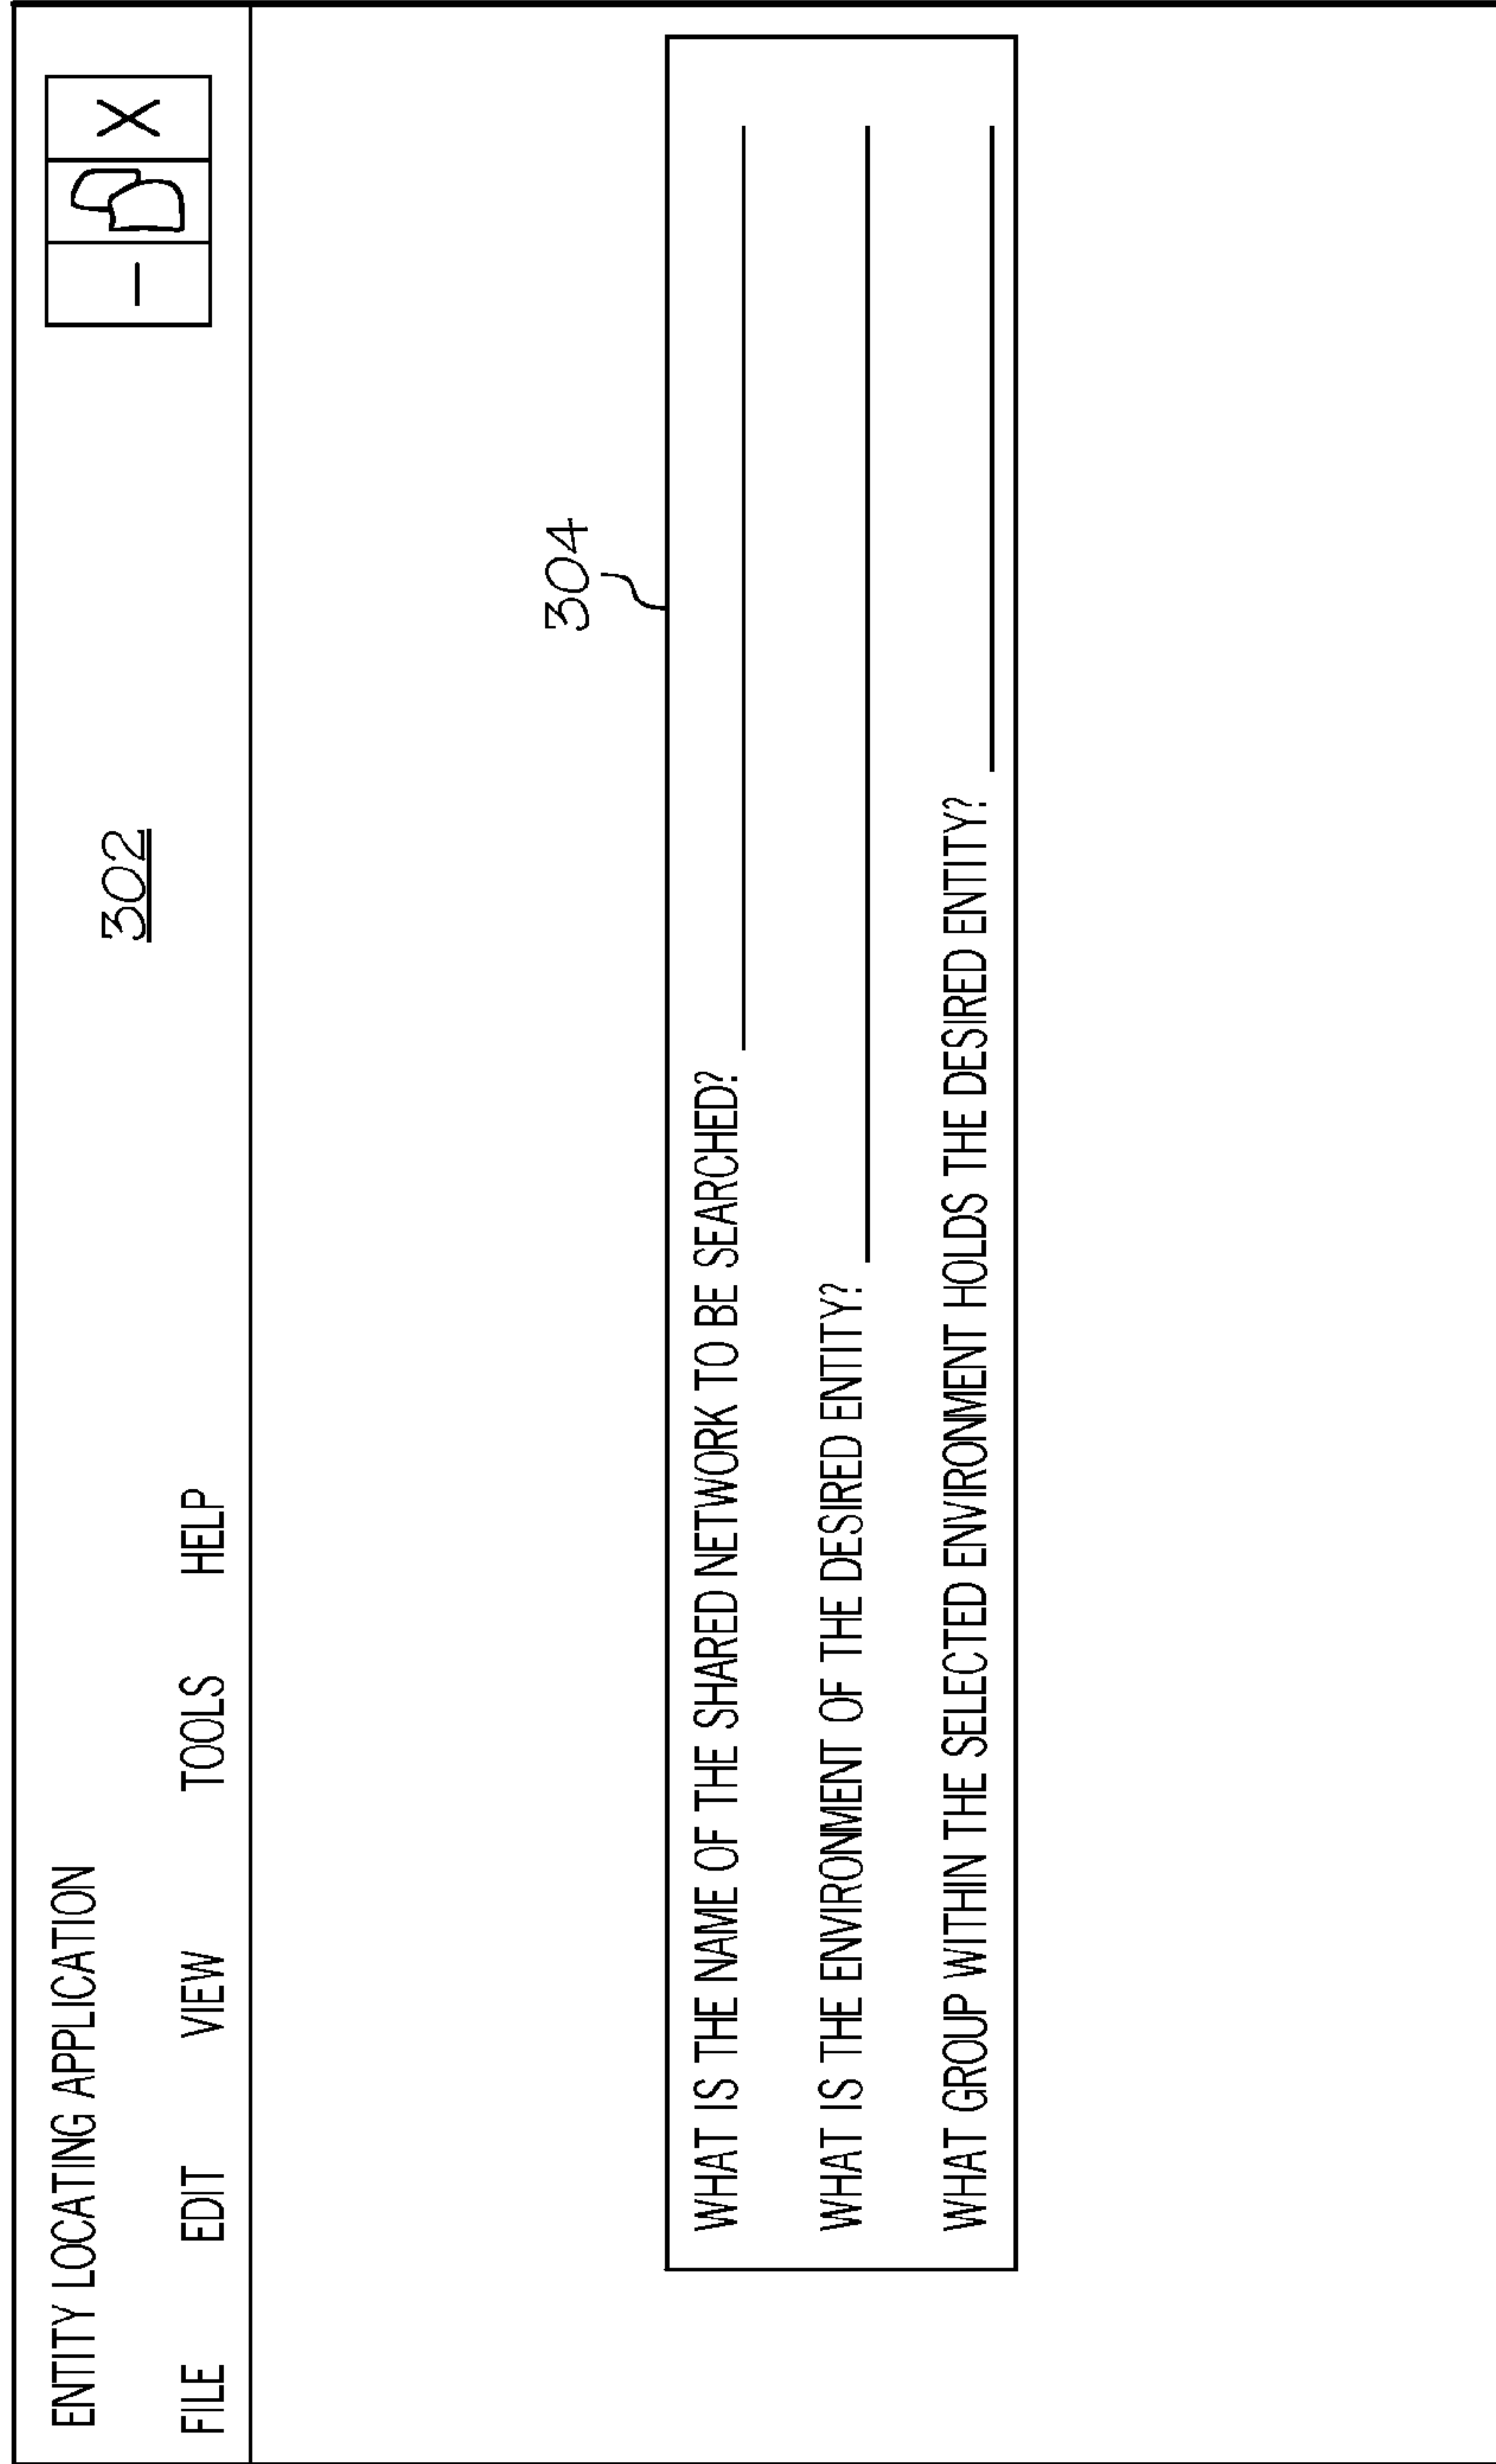 ENTITY LOCATING APPLICATION
302
— X
FILE EDIT VIEW TOOLS HELP
304
WHAT IS THE NAME OF THE SHARED NETWORK TO BE SEARCHED?
WHAT IS THE ENVIRONMENT OF THE DESIRED ENTITY?
WHAT GROUP WITHIN THE SELECTED ENVIRONMENT HOLDS THE DESIRED ENTITY?